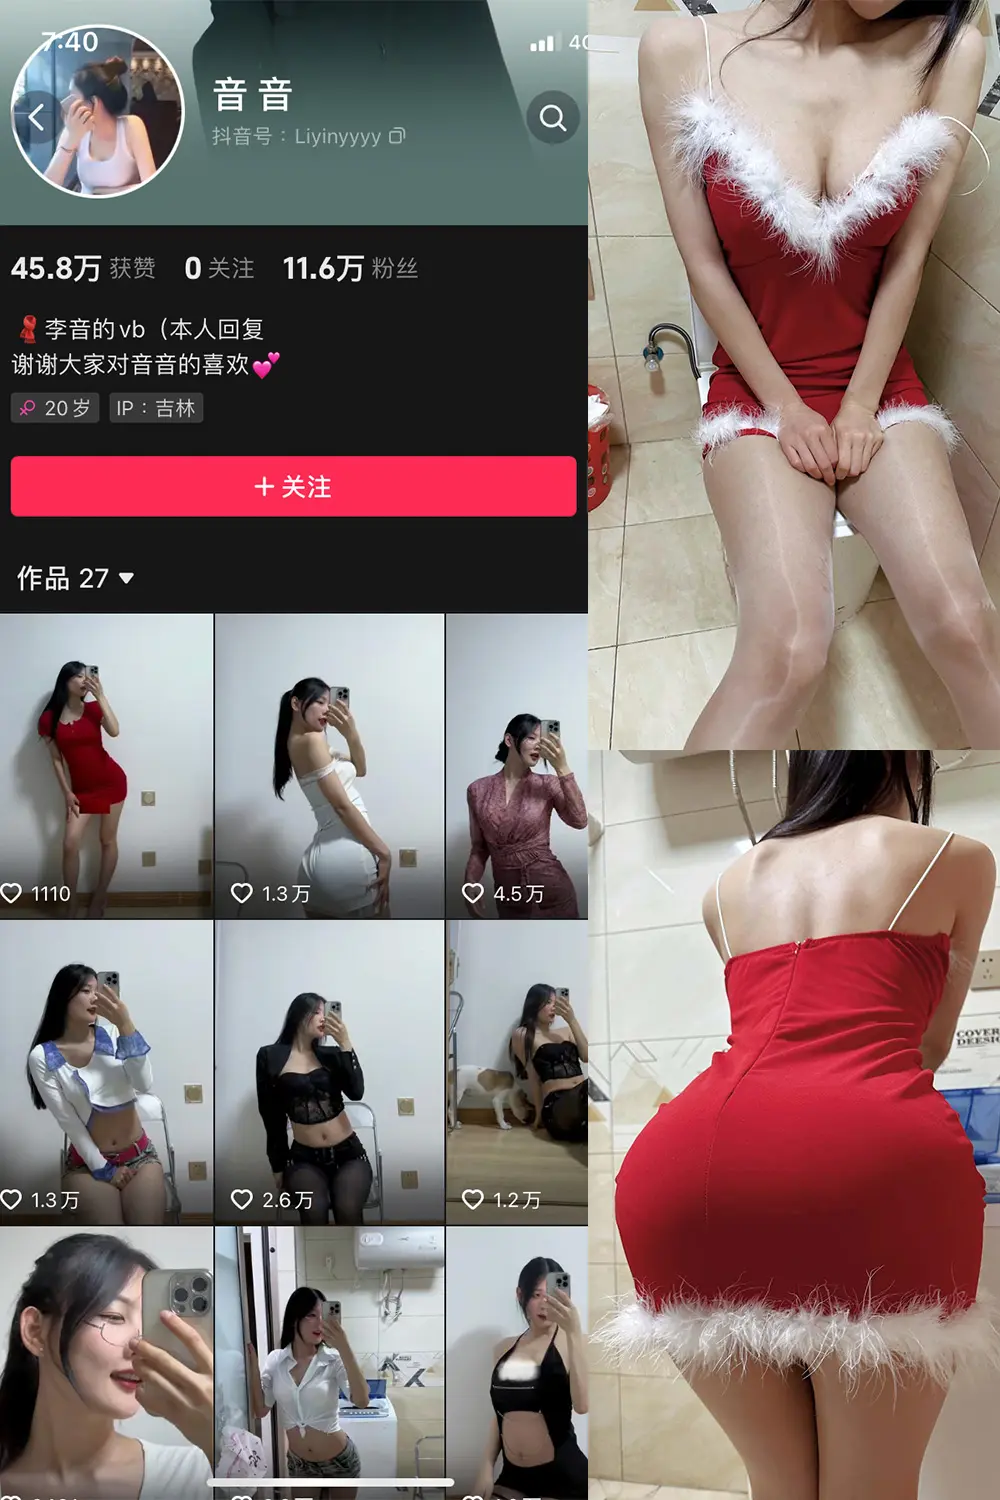 7:40
音音
抖音号：Liyinyyyy
45.8万 获赞 0 关注 11.6万 粉丝
李音的vb（本人回复
谢谢大家对音音的喜欢
20岁 IP：吉林
+ 关注
作品 27
1110
1.3万
4.5万
1.3万
2.6万
1.2万
COVER